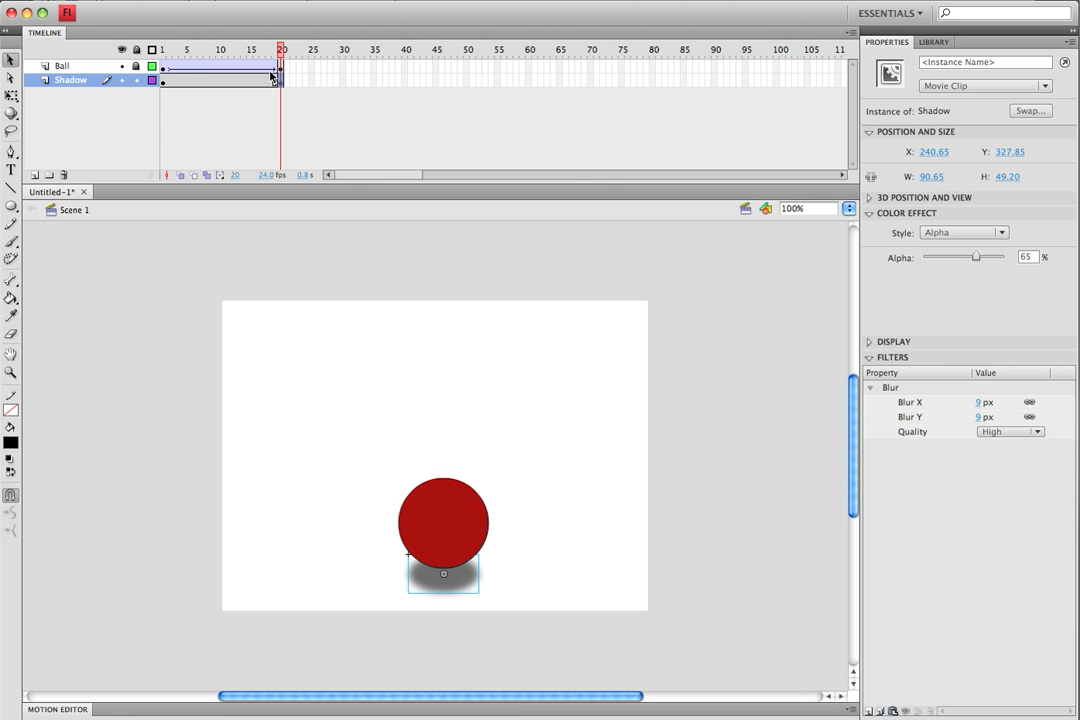 Fl
ESSENTIALS
TIMELINE
1 5 10 15 20 25 30 35 40 45 50 55 60 65 70 75 80 85 90 95 100 105 11
Ball
Shadow
20 24.0 fps 0.8 s
Untitled-1*
Scene 1
100%
T
MOTION EDITOR
PROPERTIES LIBRARY
<Instance Name>
Movie Clip
Instance of: Shadow Swap...
POSITION AND SIZE
X: 240.65 Y: 327.85
W: 90.65 H: 49.20
3D POSITION AND VIEW
COLOR EFFECT
Style: Alpha
Alpha: 65 %
DISPLAY
FILTERS
Property Value
Blur
Blur X 9 px
Blur Y 9 px
Quality High